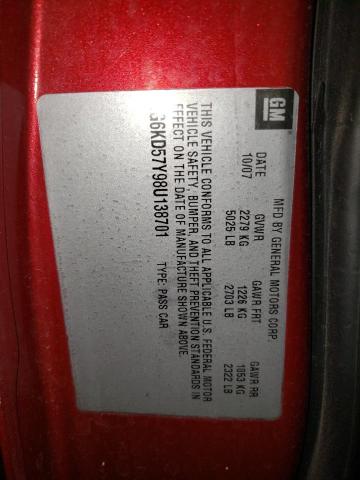 GM
MFD BY GENERAL MOTORS CORP.
DATE GVWR GAWR FRT GAWR RR
10/07 2279 KG 1226 KG 1053 KG
5025 LB 2703 LB 2322 LB
THIS VEHICLE CONFORMS TO ALL APPLICABLE U.S. FEDERAL MOTOR
VEHICLE SAFETY, BUMPER, AND THEFT PREVENTION STANDARDS IN
EFFECT ON THE DATE OF MANUFACTURE SHOWN ABOVE.
G6KD57Y98U138701 TYPE: PASS CAR